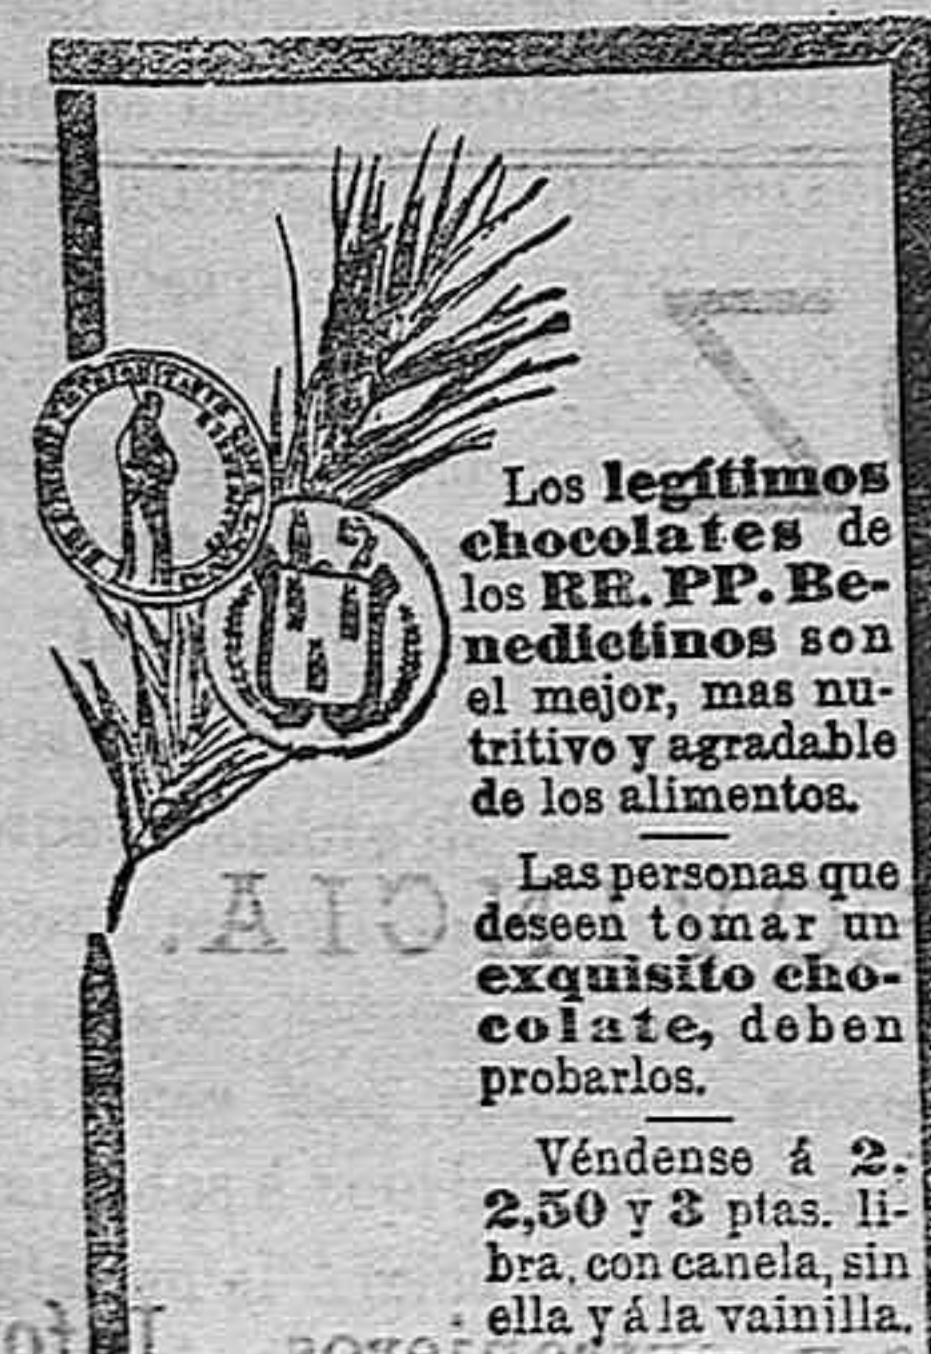 Los legítimos
chocolates de
los RR. PP. Be-
nedictinos son
el mejor, mas nu-
tritivo y agradable
de los alimentos.
Las personas que
deseen tomar un
exquisito cho-
colate, deben
probarlos.
Véndense á 2.
2,50 y 3 ptas. li-
bra, con canela, sin
ella y á la vainilla.